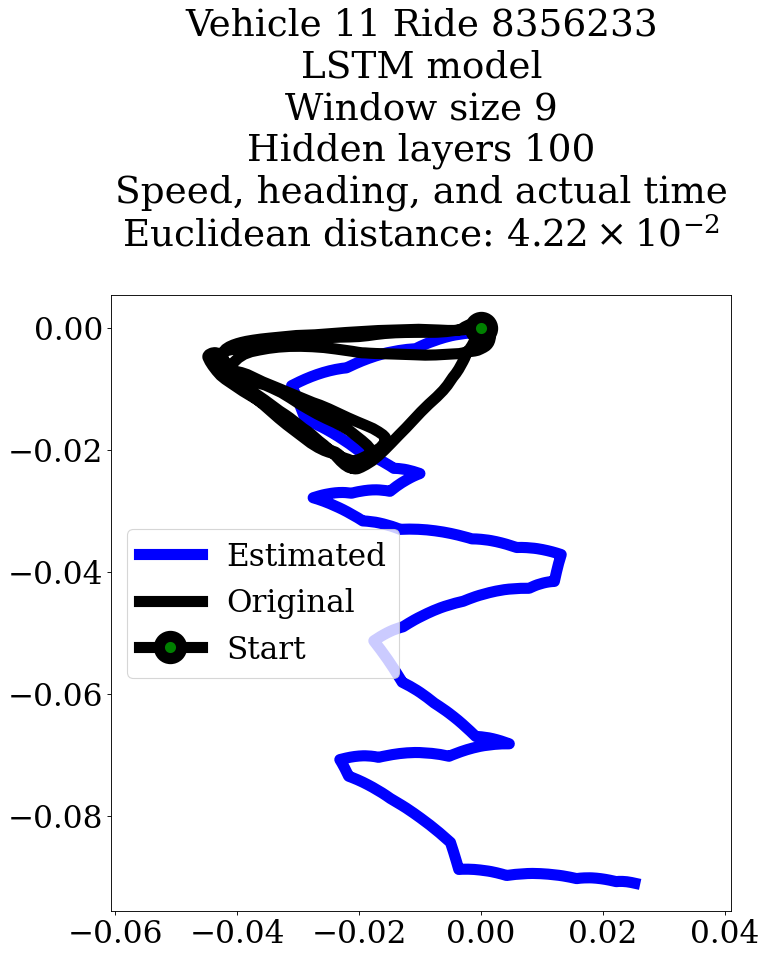 Vehicle 11 Ride 8356233
LSTM model
Window size 9
Hidden layers 100
Speed, heading, and actual time
Euclidean distance: 4.22 × 10⁻²
0.00
−0.02
−0.04
−0.06
−0.08
Estimated
Original
Start
−0.06 −0.04 −0.02 0.00 0.02 0.04